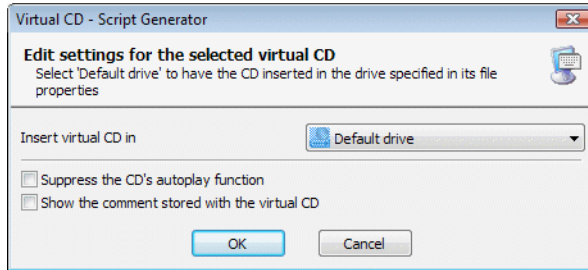 Virtual CD - Script Generator
Edit settings for the selected virtual CD
Select 'Default drive' to have the CD inserted in the drive specified in its file
properties
Insert virtual CD in
Default drive
Suppress the CD's autoplay function
Show the comment stored with the virtual CD
OK
Cancel